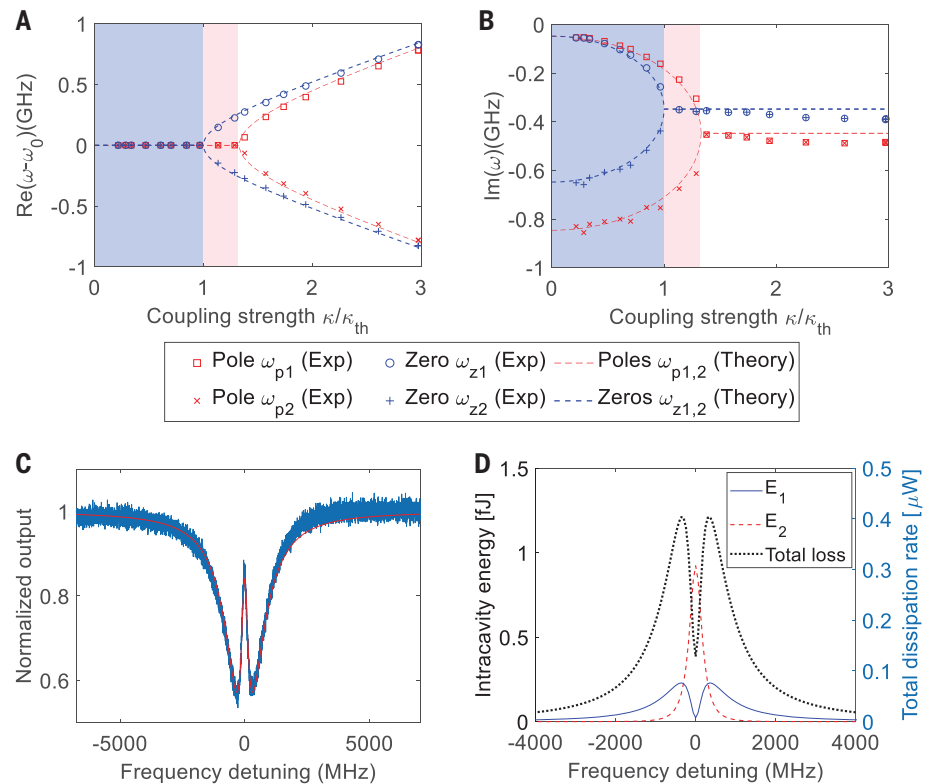 A
Re(ω-ω0)(GHz)
1
0.5
0
-0.5
-1
0 1 2 3
Coupling strength κ/κth
B
Im(ω)(GHz)
0
-0.2
-0.4
-0.6
-0.8
-1
0 1 2 3
Coupling strength κ/κth
Pole ωp1 (Exp) Zero ωz1 (Exp) Poles ωp1,2 (Theory)
Pole ωp2 (Exp) Zero ωz2 (Exp) Zeros ωz1,2 (Theory)
C
Normalized output
1
0.8
0.6
-5000 0 5000
Frequency detuning (MHz)
D
Intracavity energy [fJ]
1.5
1
0.5
0
E1
E2
Total loss
0.5
0.4
0.3
0.2
0.1
0
Total dissipation rate [μW]
-4000 -2000 0 2000 4000
Frequency detuning (MHz)